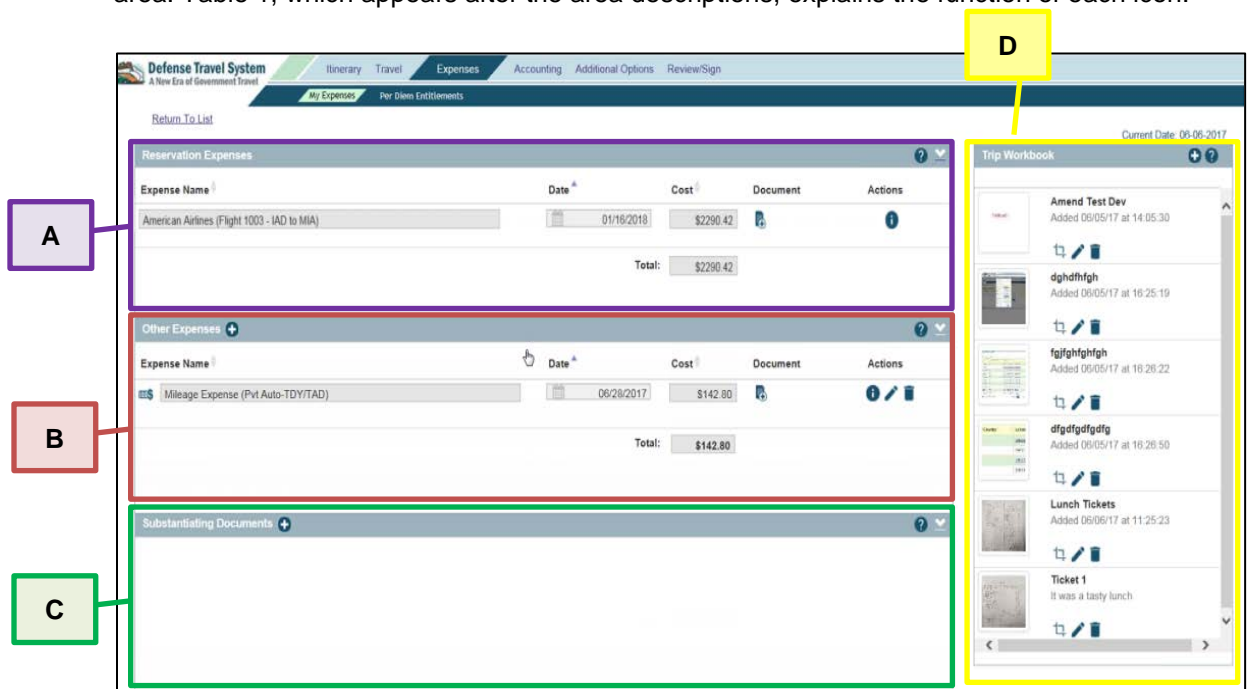 area. Table 1, which appears after the area descriptions, explains the function of each icon.
D
Defense Travel System
A New Era of Government Travel
Itinerary Travel Expenses Accounting Additional Options Review/Sign
My Expenses Per Diem Entitlements
Return To List
Current Date: 06-06-2017
A
Reservation Expenses
Expense Name Date Cost Document Actions
American Airlines (Flight 1003 - IAD to MIA) 01/16/2018 $2290.42
Total: $2290.42
B
Other Expenses
Expense Name Date Cost Document Actions
Mileage Expense (Pvt Auto-TDY/TAD) 06/28/2017 $142.80
Total: $142.80
C
Substantiating Documents
Trip Workbook
Amend Test Dev
Added 06/05/17 at 14:05:30
dghdfhfgh
Added 06/05/17 at 16:25:19
fgjfghfghfgh
Added 06/05/17 at 16:26:22
dfgdfgdfgdfg
Added 06/05/17 at 16:26:50
Lunch Tickets
Added 06/06/17 at 11:25:23
Ticket 1
It was a tasty lunch